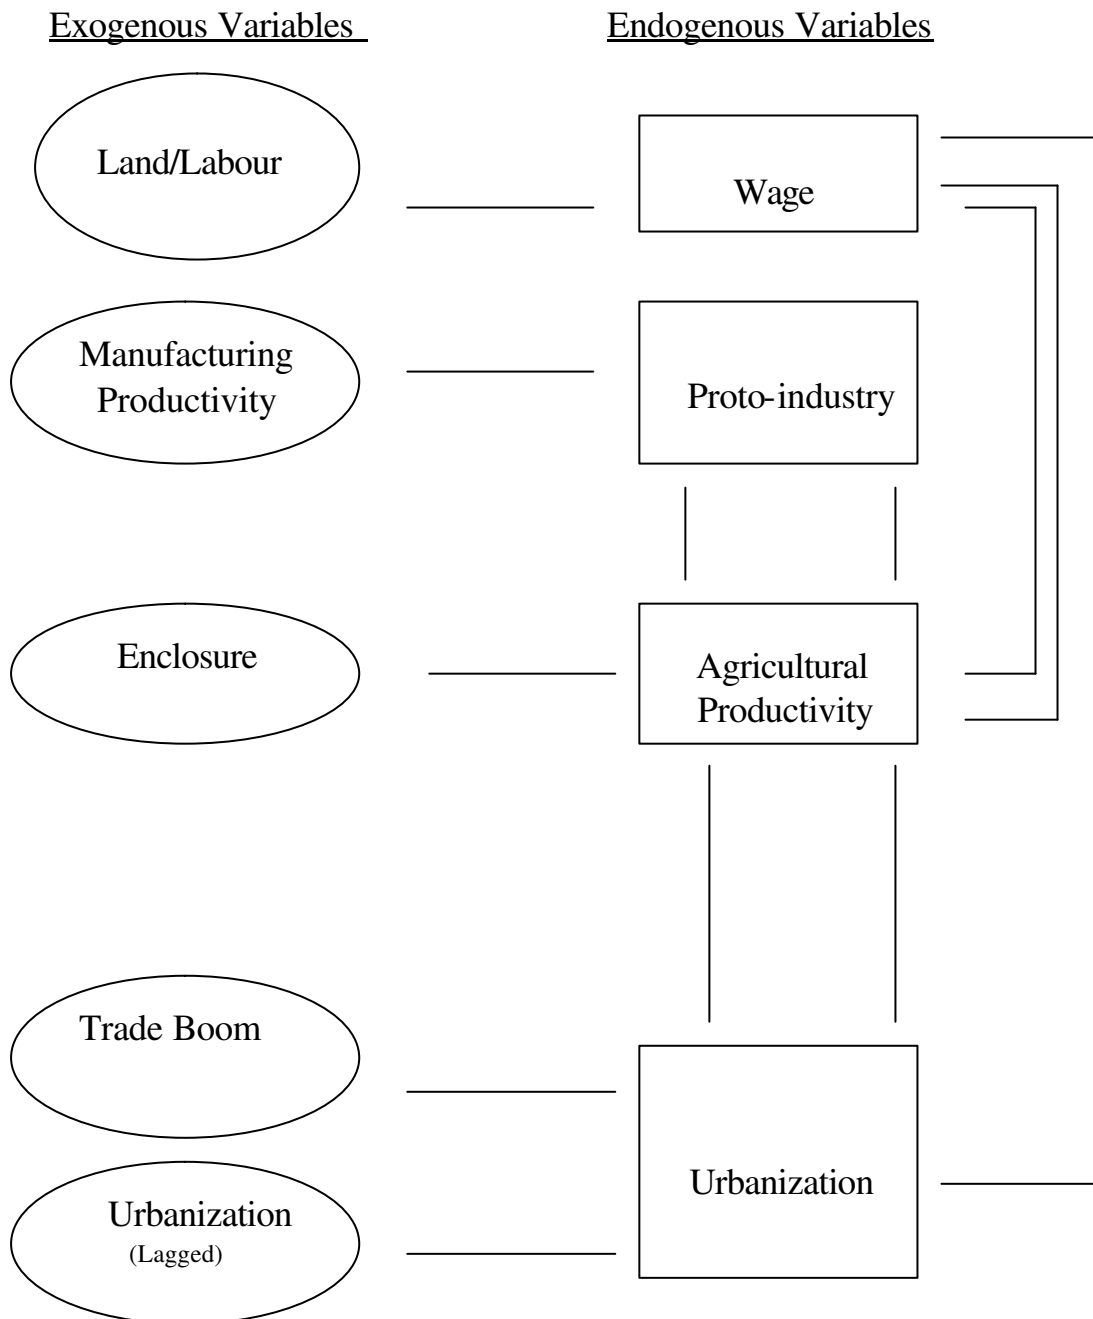 Exogenous Variables
Endogenous Variables
Land/Labour
Wage
Manufacturing
Productivity
Proto-industry
Enclosure
Agricultural
Productivity
Trade Boom
Urbanization
(Lagged)
Urbanization